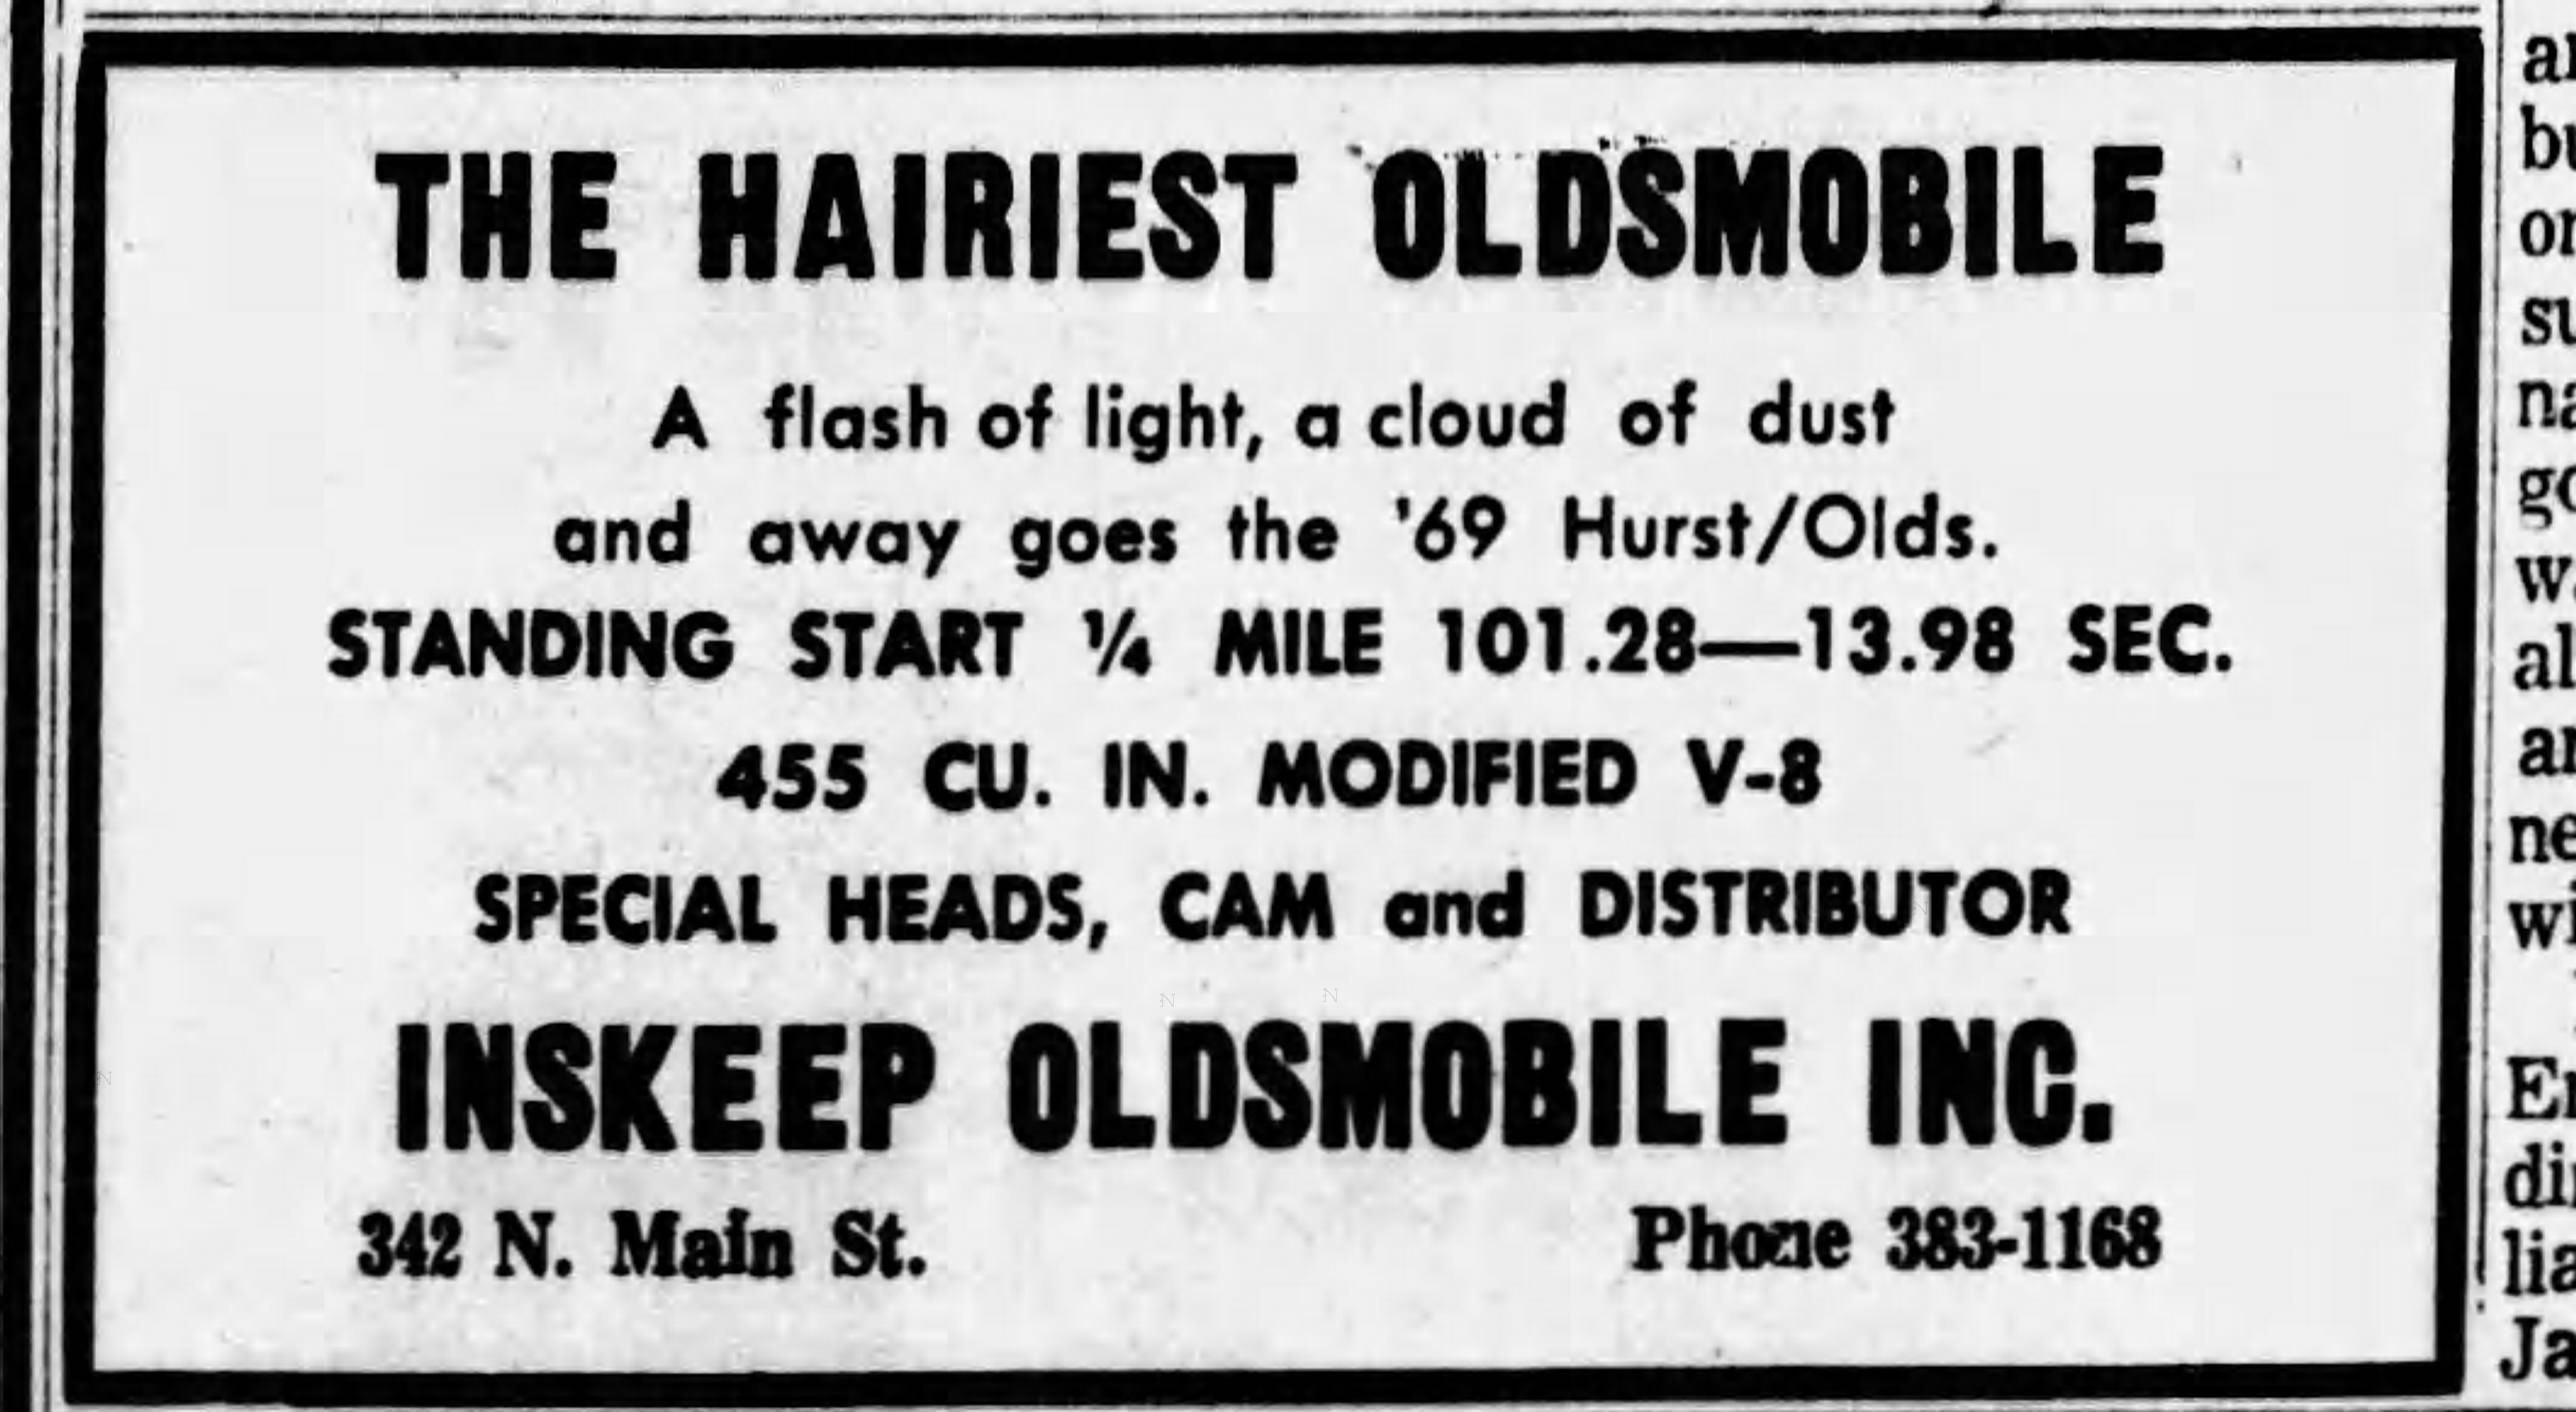 THE HAIRIEST OLDSMOBILE
A flash of light, a cloud of dust
and away goes the '69 Hurst/Olds.
STANDING START ¼ MILE 101.28—13.98 SEC.
455 CU. IN. MODIFIED V-8
SPECIAL HEADS, CAM and DISTRIBUTOR
INSKEEP OLDSMOBILE INC.
342 N. Main St. Phone 383-1168